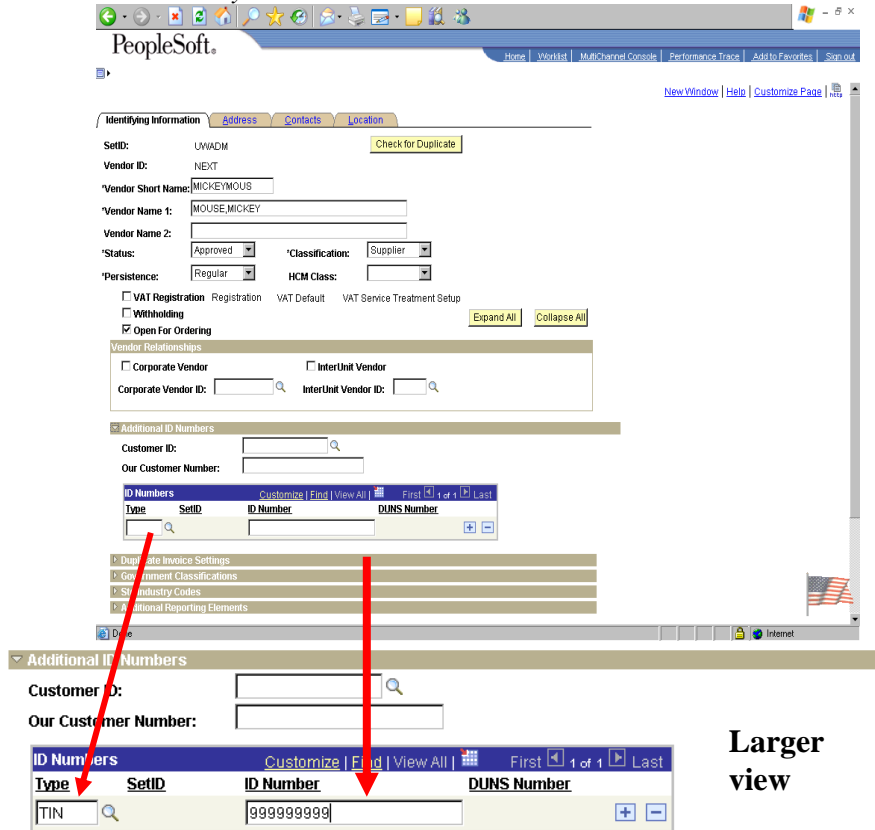 PeopleSoft®
Home | Worklist | MultiChannel Console | Performance Trace | Add to Favorites | Sign out
New Window | Help | Customize Page | http
Identifying Information Address Contacts Location
SetID: UWADM Check for Duplicate
Vendor ID: NEXT
*Vendor Short Name: MICKEYMOUS
*Vendor Name 1: MOUSE,MICKEY
Vendor Name 2:
*Status: Approved *Classification: Supplier
*Persistence: Regular HCM Class:
VAT Registration Registration VAT Default VAT Service Treatment Setup
Withholding Expand All Collapse All
Open For Ordering
Vendor Relationships
Corporate Vendor InterUnit Vendor
Corporate Vendor ID: InterUnit Vendor ID:
Additional ID Numbers
Customer ID:
Our Customer Number:
ID Numbers Customize | Find | View All | First 1 of 1 Last
Type SetID ID Number DUNS Number
Duplicate Invoice Settings
Government Classifications
Std Industry Codes
Additional Reporting Elements
Done Internet
Additional ID Numbers
Customer ID:
Our Customer Number:
Larger
view
ID Numbers Customize | Find | View All | First 1 of 1 Last
Type SetID ID Number DUNS Number
TIN 999999999